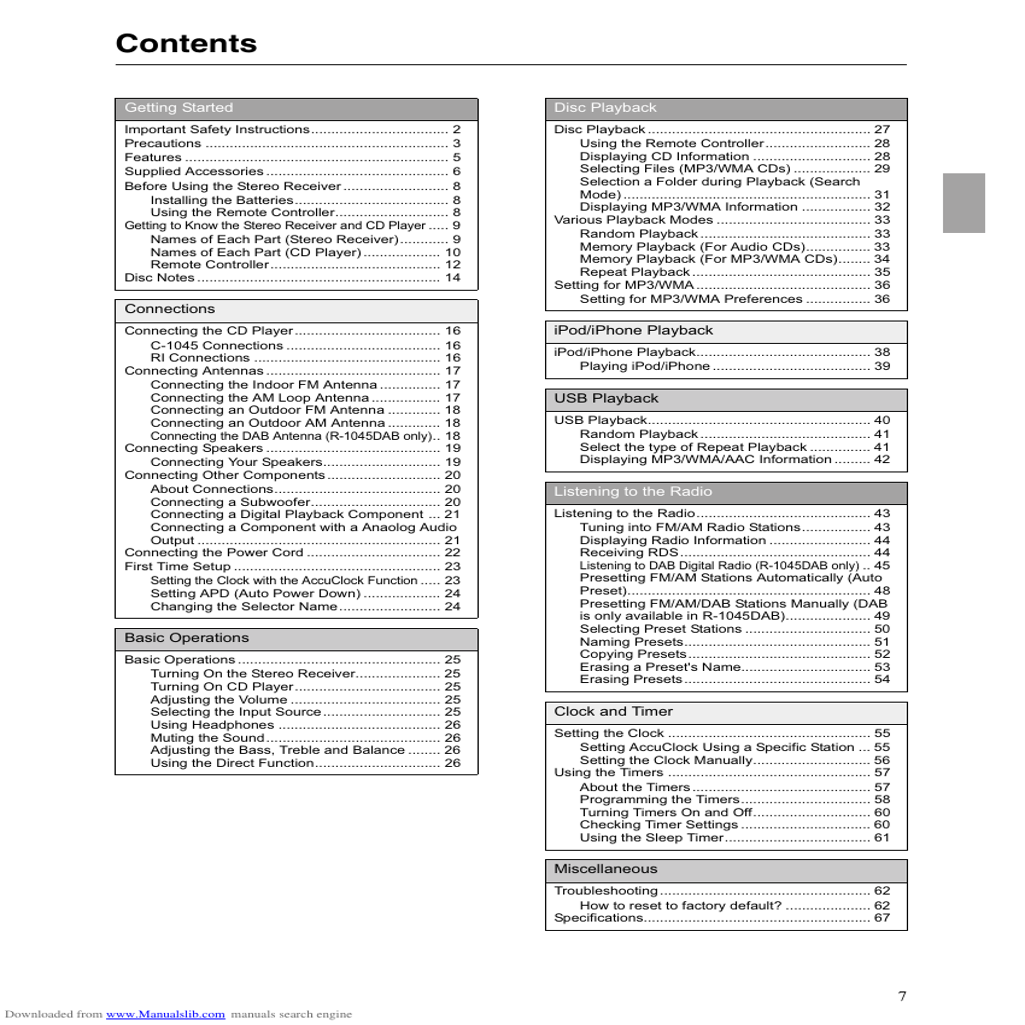 Contents
Getting Started
Important Safety Instructions.................................. 2
Precautions ............................................................ 3
Features ................................................................. 5
Supplied Accessories ........................................... 6
Before Using the Stereo Receiver .......................... 8
Installing the Batteries...................................... 8
Using the Remote Controller............................ 8
Getting to Know the Stereo Receiver and CD Player ..... 9
Names of Each Part (Stereo Receiver)............ 9
Names of Each Part (CD Player)................... 10
Remote Controller.......................................... 12
Disc Notes ............................................................ 14
Connections
Connecting the CD Player.................................... 16
C-1045 Connections ...................................... 16
RI Connections .............................................. 16
Connecting Antennas ........................................... 17
Connecting the Indoor FM Antenna ............... 17
Connecting the AM Loop Antenna ................. 17
Connecting an Outdoor FM Antenna ............. 18
Connecting an Outdoor AM Antenna ............. 18
Connecting the DAB Antenna (R-1045DAB only).. 18
Connecting Speakers ........................................... 19
Connecting Your Speakers............................. 19
Connecting Other Components ............................ 20
About Connections......................................... 20
Connecting a Subwoofer................................ 20
Connecting a Digital Playback Component ... 21
Connecting a Component with a Anaolog Audio
Output ............................................................ 21
Connecting the Power Cord ................................. 22
First Time Setup ................................................... 23
Setting the Clock with the AccuClock Function ..... 23
Setting APD (Auto Power Down) ................... 24
Changing the Selector Name......................... 24
Basic Operations
Basic Operations .................................................. 25
Turning On the Stereo Receiver..................... 25
Turning On CD Player.................................... 25
Adjusting the Volume ..................................... 25
Selecting the Input Source............................. 25
Using Headphones ........................................ 26
Muting the Sound........................................... 26
Adjusting the Bass, Treble and Balance ........ 26
Using the Direct Function............................... 26
Disc Playback
Disc Playback ....................................................... 27
Using the Remote Controller.......................... 28
Displaying CD Information ............................. 28
Selecting Files (MP3/WMA CDs) ................... 29
Selection a Folder during Playback (Search
Mode)............................................................. 31
Displaying MP3/WMA Information ................. 32
Various Playback Modes ...................................... 33
Random Playback .......................................... 33
Memory Playback (For Audio CDs)................ 33
Memory Playback (For MP3/WMA CDs)........ 34
Repeat Playback ............................................ 35
Setting for MP3/WMA ........................................... 36
Setting for MP3/WMA Preferences ................ 36
iPod/iPhone Playback
iPod/iPhone Playback........................................... 38
Playing iPod/iPhone ....................................... 39
USB Playback
USB Playback....................................................... 40
Random Playback .......................................... 41
Select the type of Repeat Playback ............... 41
Displaying MP3/WMA/AAC Information ......... 42
Listening to the Radio
Listening to the Radio........................................... 43
Tuning into FM/AM Radio Stations................. 43
Displaying Radio Information ......................... 44
Receiving RDS............................................... 44
Listening to DAB Digital Radio (R-1045DAB only) .. 45
Presetting FM/AM Stations Automatically (Auto
Preset)............................................................ 48
Presetting FM/AM/DAB Stations Manually (DAB
is only available in R-1045DAB)..................... 49
Selecting Preset Stations ............................... 50
Naming Presets.............................................. 51
Copying Presets............................................. 52
Erasing a Preset's Name................................ 53
Erasing Presets .............................................. 54
Clock and Timer
Setting the Clock .................................................. 55
Setting AccuClock Using a Specific Station ... 55
Setting the Clock Manually............................. 56
Using the Timers .................................................. 57
About the Timers ............................................ 57
Programming the Timers................................ 58
Turning Timers On and Off............................. 60
Checking Timer Settings ................................ 60
Using the Sleep Timer.................................... 61
Miscellaneous
Troubleshooting .................................................... 62
How to reset to factory default? ..................... 62
Specifications........................................................ 67
7
Downloaded from www.Manualslib.com manuals search engine